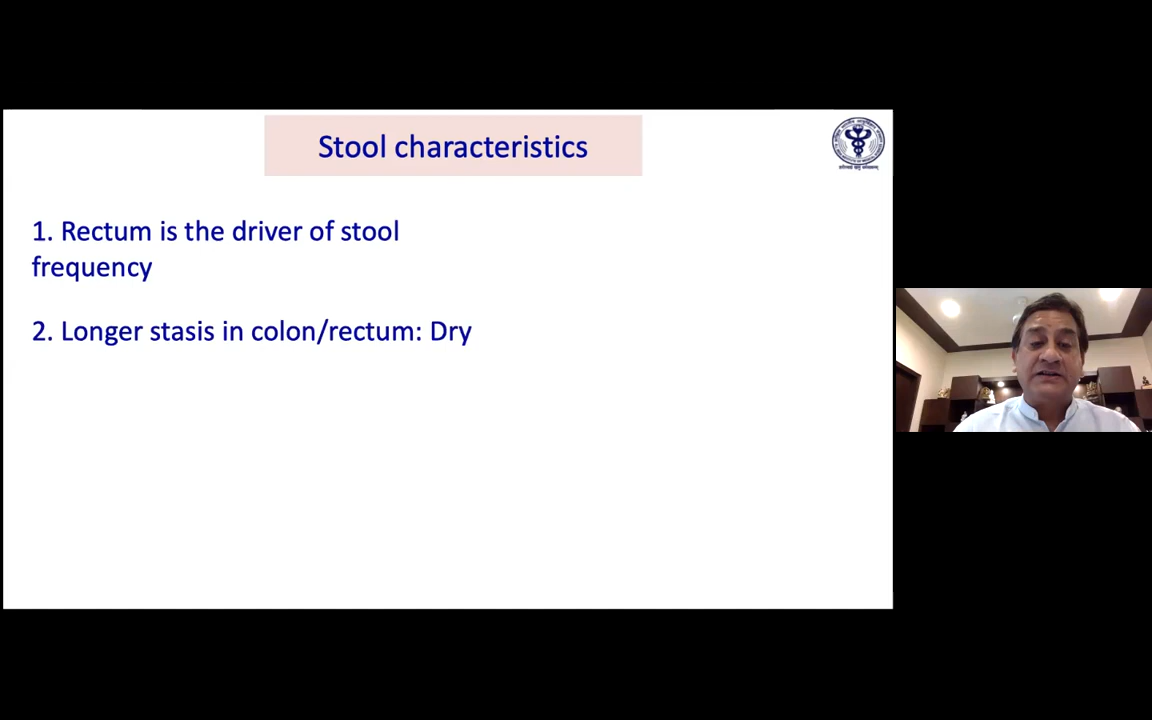 Stool characteristics
1. Rectum is the driver of stool
frequency
2. Longer stasis in colon/rectum: Dry